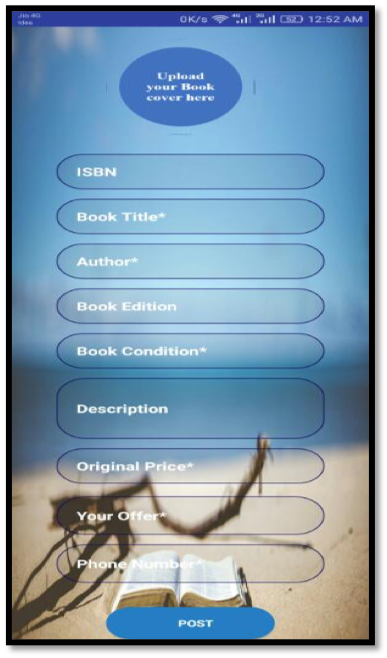 Jio 4G
Idea
0K/s 4G 2G 52 12:52 AM
Upload
your Book
cover here
ISBN
Book Title*
Author*
Book Edition
Book Condition*
Description
Original Price*
Your Offer*
Phone Number*
POST